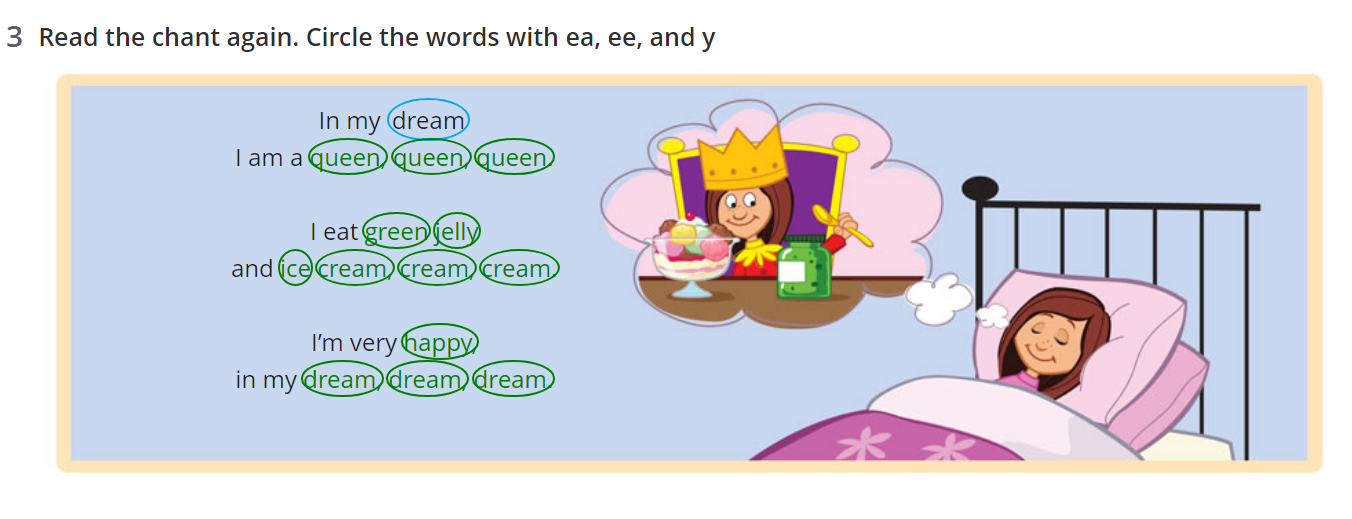 3 Read the chant again. Circle the words with ea, ee, and y
In my dream
I am a queen, queen, queen.
I eat green jelly
and ice cream, cream, cream.
I'm very happy,
in my dream, dream, dream.